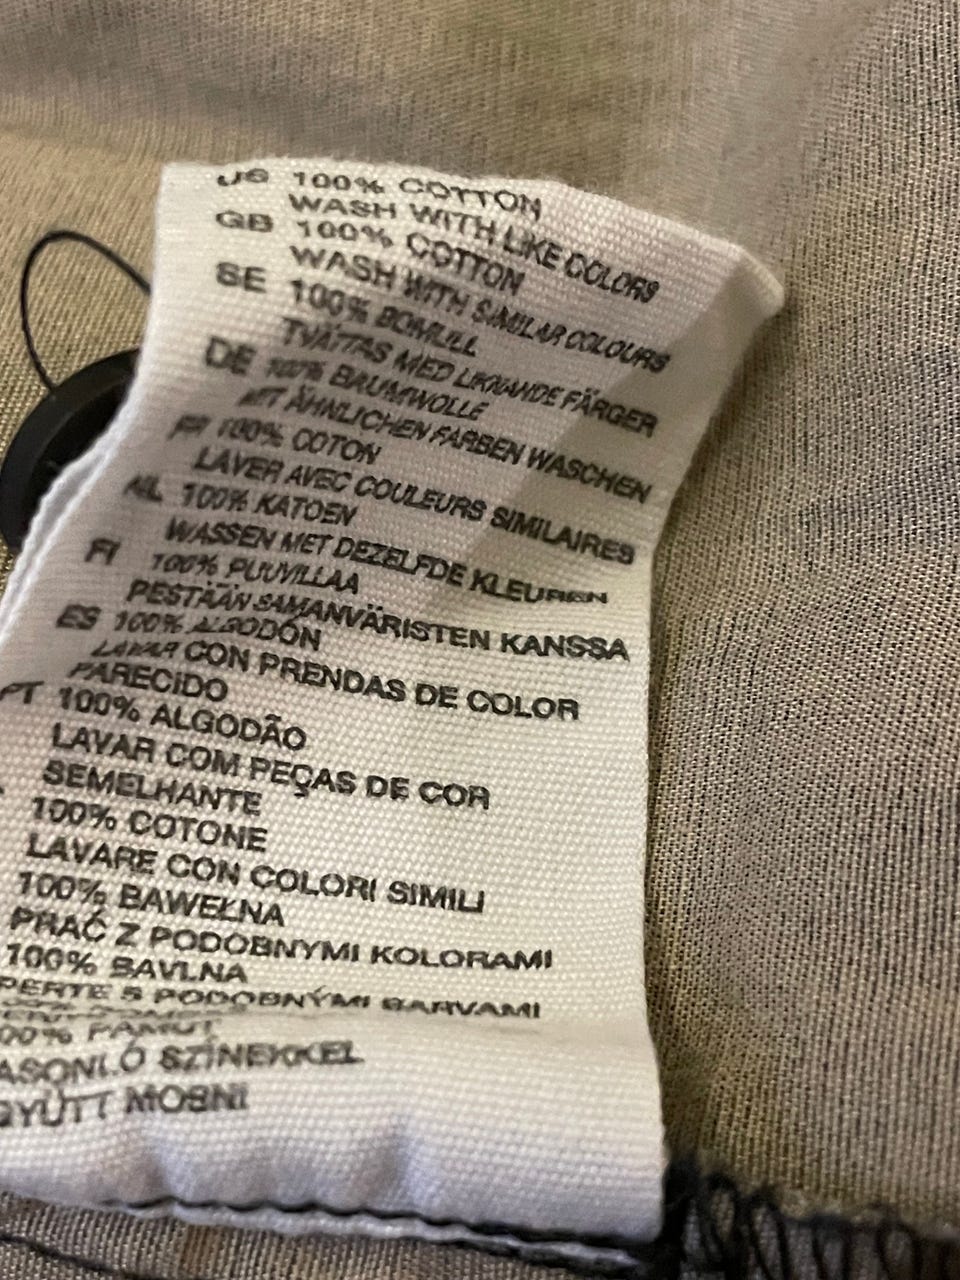 US 100% COTTON
WASH WITH LIKE COLORS
GB 100% COTTON
WASH WITH SIMILAR COLOURS
SE 100% BOMULL
TVÄTTAS MED LIKNANDE FÄRGER
DE 100% BAUMWOLLE
MIT ÄHNLICHEN FARBEN WASCHEN
FR 100% COTON
LAVER AVEC COULEURS SIMILAIRES
NL 100% KATOEN
WASSEN MET DEZELFDE KLEUREN
FI 100% PUUVILLAA
PESTÄÄN SAMANVÄRISTEN KANSSA
ES 100% ALGODÓN
LAVAR CON PRENDAS DE COLOR
PARECIDO
PT 100% ALGODÃO
LAVAR COM PEÇAS DE COR
SEMELHANTE
100% COTONE
LAVARE CON COLORI SIMILI
100% BAWEŁNA
PRAĆ Z PODOBNYMI KOLORAMI
100% BAVLNA
PERTE S PODOBNÝMI BARVAMI
00% PAMUT
ASONLÓ SZÍNEKKEL
GYÜTT MOSNI